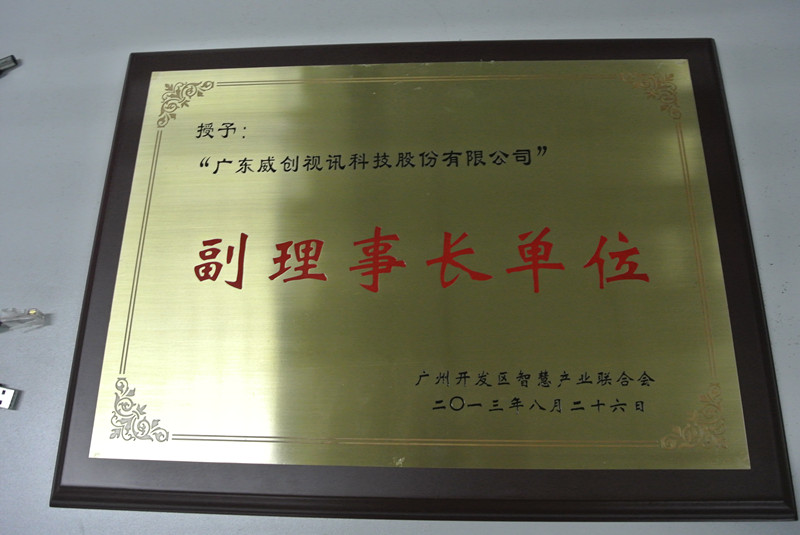 授予：
“广东威创视讯科技股份有限公司”
副理事长单位
广州开发区智慧产业联合会
二〇一三年八月二十六日